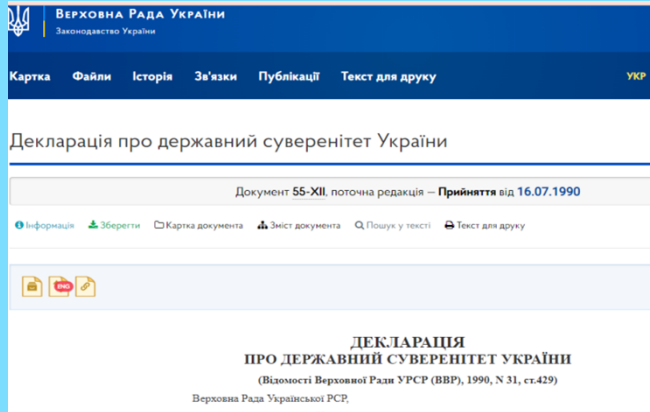 Верховна Рада України
Законодавство України
Картка Файли Історія Зв'язки Публікації Текст для друку УКР
Декларація про державний суверенітет України
Документ 55-XII, поточна редакція — Прийняття від 16.07.1990
Інформація Зберегти Картка документа Зміст документа Пошук у тексті Текст для друку
ENG
ДЕКЛАРАЦІЯ
ПРО ДЕРЖАВНИЙ СУВЕРЕНІТЕТ УКРАЇНИ
(Відомості Верховної Ради УРСР (ВВР), 1990, N 31, ст.429)
Верховна Рада Української РСР,